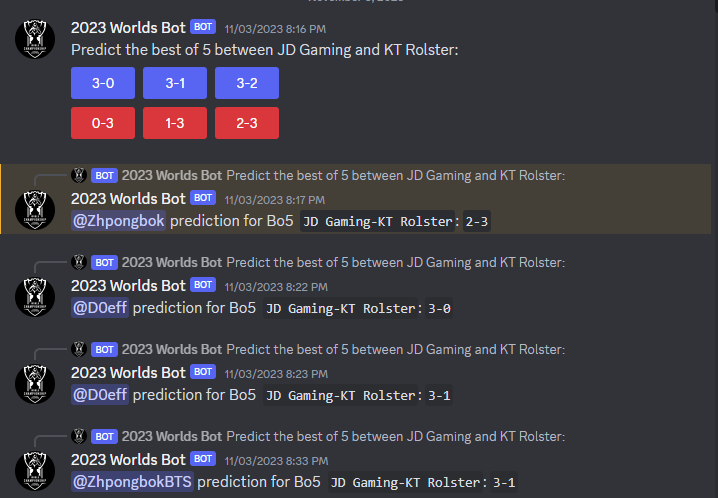 2023 Worlds Bot BOT 11/03/2023 8:16 PM
Predict the best of 5 between JD Gaming and KT Rolster:
3-0 3-1 3-2
0-3 1-3 2-3
BOT 2023 Worlds Bot Predict the best of 5 between JD Gaming and KT Rolster:
2023 Worlds Bot BOT 11/03/2023 8:17 PM
@Zhpongbok prediction for Bo5 JD Gaming-KT Rolster: 2-3
BOT 2023 Worlds Bot Predict the best of 5 between JD Gaming and KT Rolster:
2023 Worlds Bot BOT 11/03/2023 8:22 PM
@D0eff prediction for Bo5 JD Gaming-KT Rolster: 3-0
BOT 2023 Worlds Bot Predict the best of 5 between JD Gaming and KT Rolster:
2023 Worlds Bot BOT 11/03/2023 8:23 PM
@D0eff prediction for Bo5 JD Gaming-KT Rolster: 3-1
BOT 2023 Worlds Bot Predict the best of 5 between JD Gaming and KT Rolster:
2023 Worlds Bot BOT 11/03/2023 8:33 PM
@ZhpongbokBTS prediction for Bo5 JD Gaming-KT Rolster: 3-1